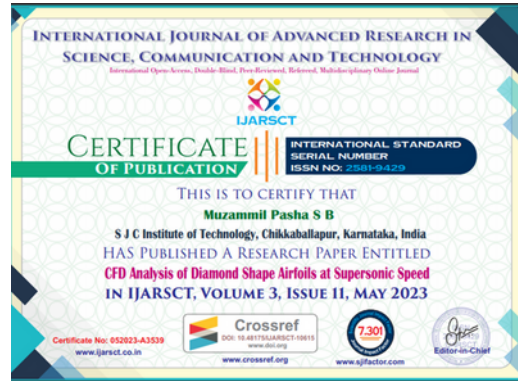 INTERNATIONAL JOURNAL OF ADVANCED RESEARCH IN
SCIENCE, COMMUNICATION AND TECHNOLOGY
International Open-Access, Double-Blind, Peer-Reviewed, Refereed, Multidisciplinary Online Journal
IJARSCT
CERTIFICATE
OF PUBLICATION
INTERNATIONAL STANDARD
SERIAL NUMBER
ISSN NO: 2581-9429
THIS IS TO CERTIFY THAT
Muzammil Pasha S B
S J C Institute of Technology, Chikkaballapur, Karnataka, India
HAS PUBLISHED A RESEARCH PAPER ENTITLED
CFD Analysis of Diamond Shape Airfoils at Supersonic Speed
IN IJARSCT, VOLUME 3, ISSUE 11, MAY 2023
Certificate No: 052023-A3539
www.ijarsct.co.in
Crossref
DOI: 10.48175/IJARSCT-10615
www.doi.org
www.crossref.org
7.301
www.sjifactor.com
Editor-in-Chief